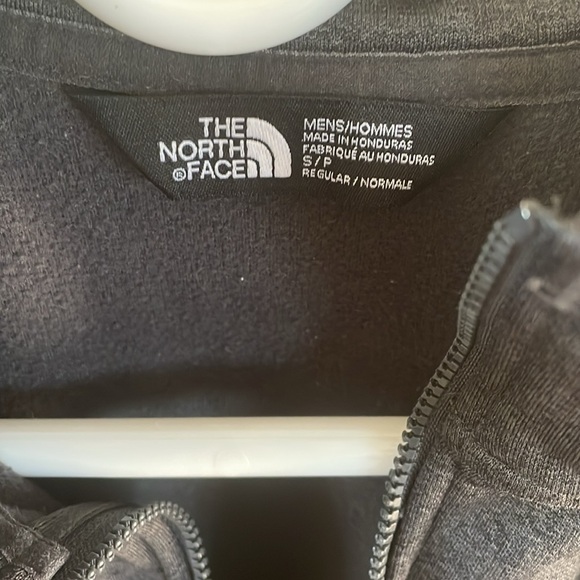 THE
NORTH
®FACE
MENS/HOMMES
MADE IN HONDURAS
FABRIQUÉ AU HONDURAS
S/P
REGULAR/NORMALE